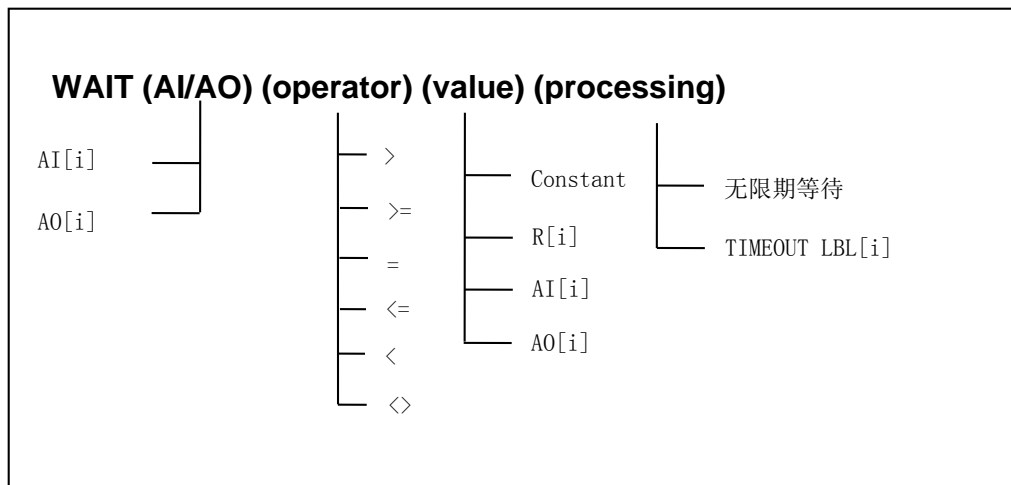 WAIT (AI/AO) (operator) (value) (processing)
AI[i]
AO[i]
>
>=
=
<=
<
<>
Constant
R[i]
AI[i]
AO[i]
无限期等待
TIMEOUT LBL[i]